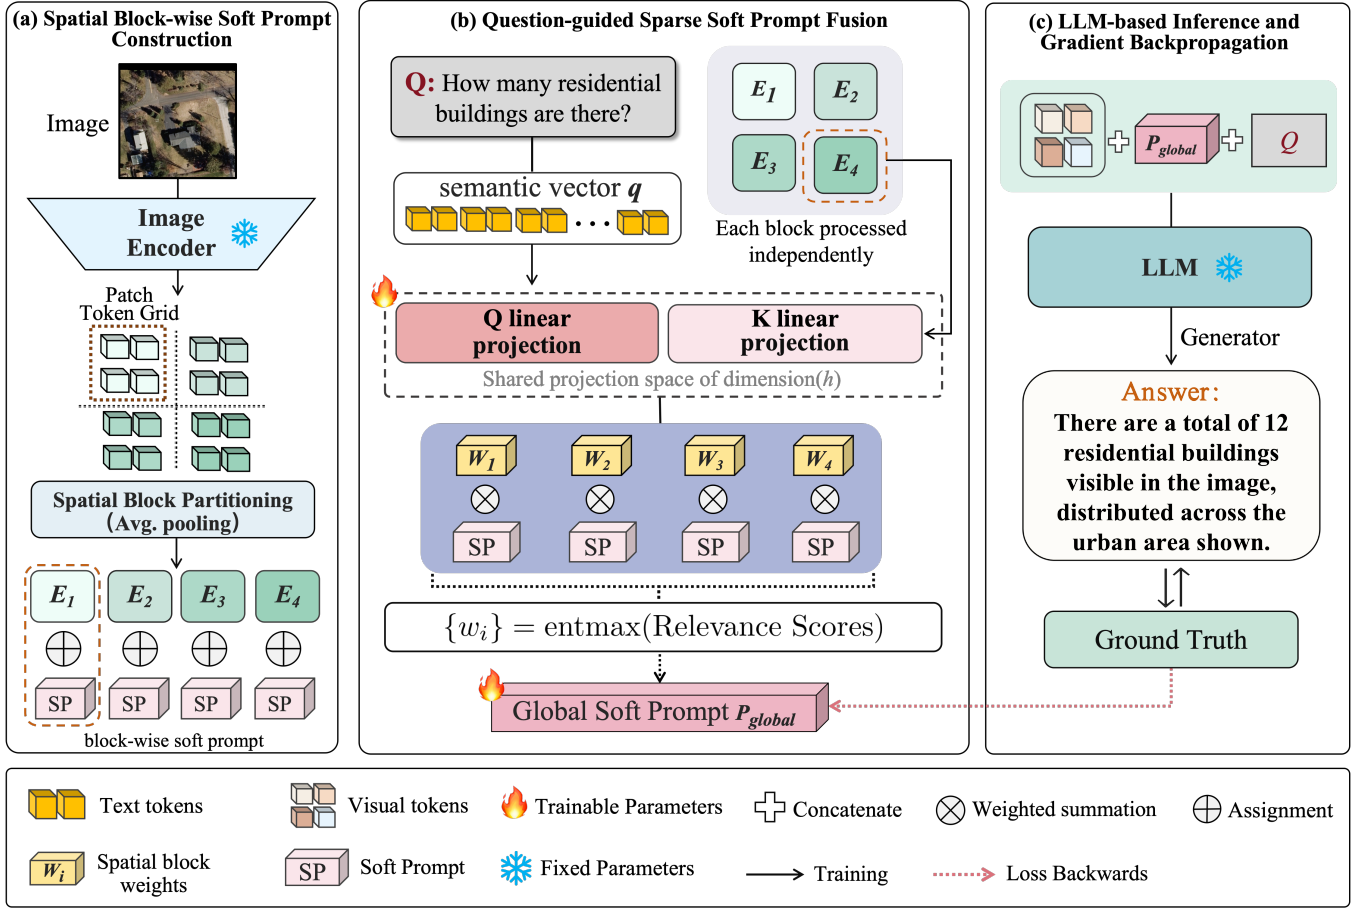 (a) Spatial Block-wise Soft Prompt
Construction
Image
Image
Encoder
Patch
Token Grid
Spatial Block Partitioning
(Avg. pooling)
E1 E2 E3 E4
SP SP SP SP
block-wise soft prompt
(b) Question-guided Sparse Soft Prompt Fusion
Q: How many residential
buildings are there?
semantic vector q
E1 E2
E3 E4
Each block processed
independently
Q linear
projection
K linear
projection
Shared projection space of dimension(h)
W1 W2 W3 W4
SP SP SP SP
{wi} = entmax(Relevance Scores)
Global Soft Prompt Pglobal
(c) LLM-based Inference and
Gradient Backpropagation
Pglobal Q
LLM
Generator
Answer:
There are a total of 12
residential buildings
visible in the image,
distributed across the
urban area shown.
Ground Truth
Text tokens
Visual tokens
Trainable Parameters
Concatenate
Weighted summation
Assignment
Wi Spatial block
weights
SP Soft Prompt
Fixed Parameters
Training
Loss Backwards